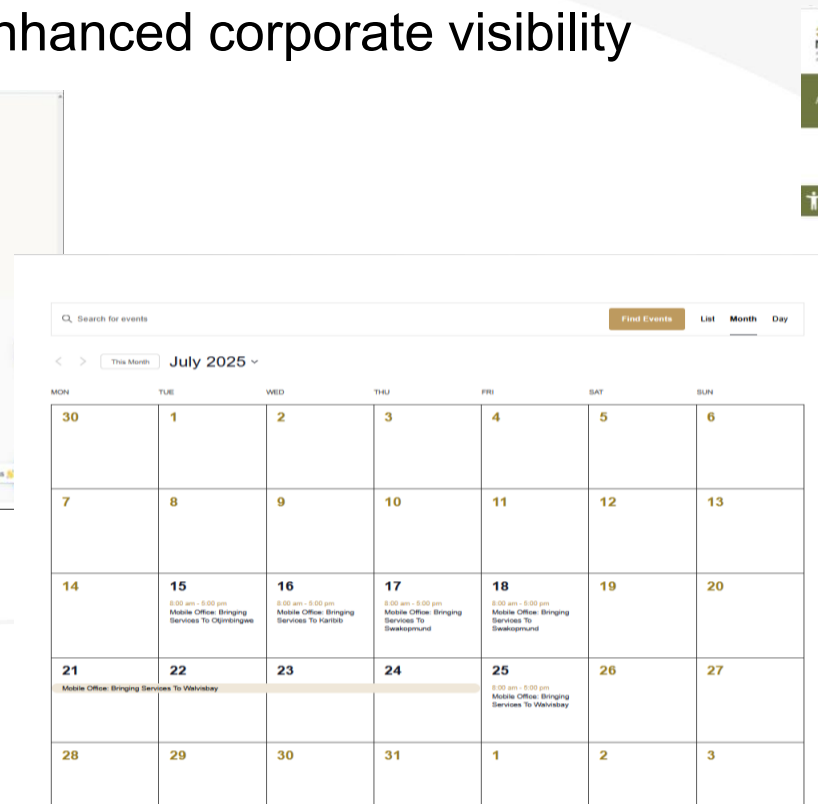 nhanced corporate visibility
Search for events
Find Events
List Month Day
< >
This Month
July 2025
MON TUE WED THU FRI SAT SUN
30 1 2 3 4 5 6
7 8 9 10 11 12 13
14 15 16 17 18 19 20
8:00 am - 5:00 pm
Mobile Office: Bringing
Services To Otjimbingwe
8:00 am - 5:00 pm
Mobile Office: Bringing
Services To Karibib
8:00 am - 5:00 pm
Mobile Office: Bringing
Services To
Swakopmund
8:00 am - 5:00 pm
Mobile Office: Bringing
Services To
Swakopmund
21 22 23 24 25 26 27
Mobile Office: Bringing Services To Walvisbay
8:00 am - 5:00 pm
Mobile Office: Bringing
Services To Walvisbay
28 29 30 31 1 2 3